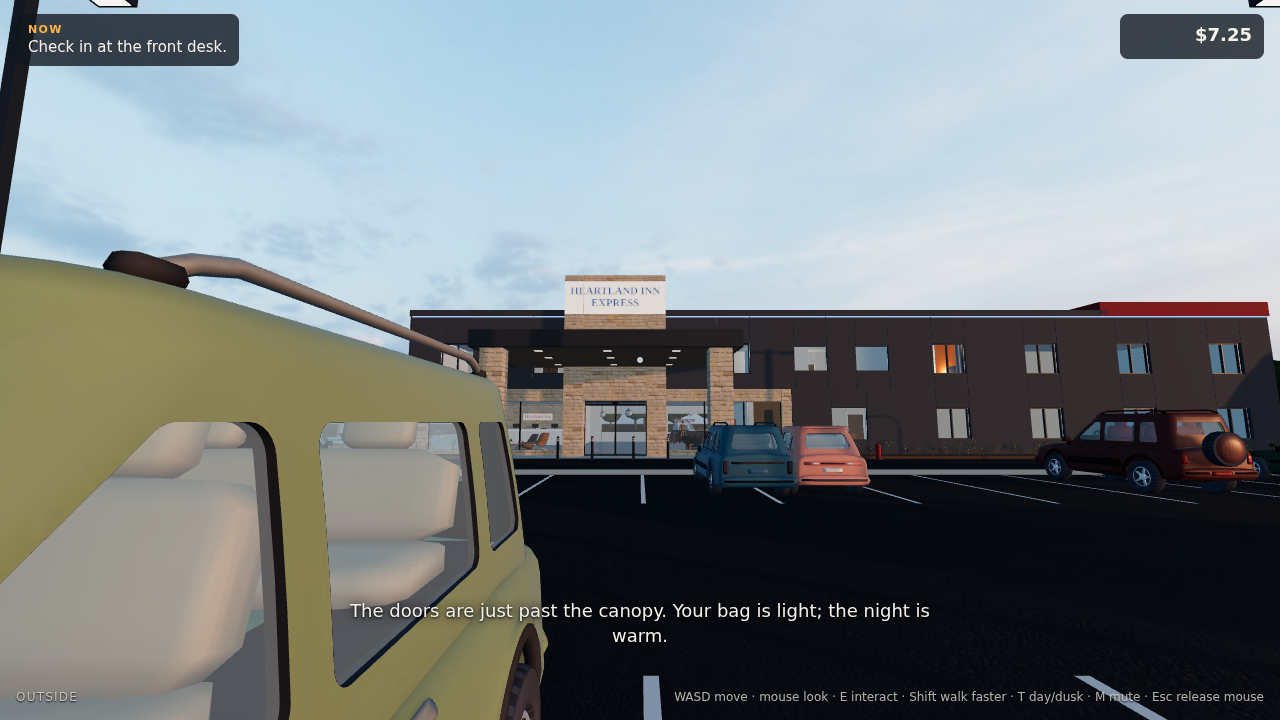 NOW
Check in at the front desk.
$7.25
HEARTLAND INN
EXPRESS
The doors are just past the canopy. Your bag is light; the night is
warm.
OUTSIDE
WASD move · mouse look · E interact · Shift walk faster · T day/dusk · M mute · Esc release mouse